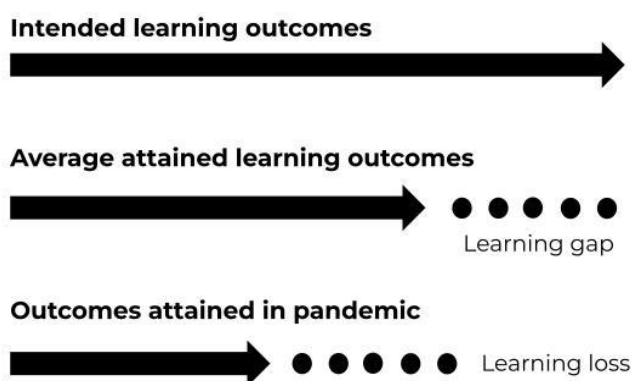 Intended learning outcomes
Average attained learning outcomes
Learning gap
Outcomes attained in pandemic
Learning loss